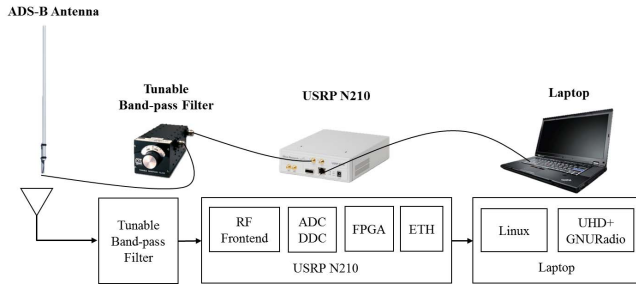 ADS-B Antenna
Tunable
Band-pass Filter
USRP N210
Laptop
Tunable
Band-pass
Filter
RF
Frontend
ADC
DDC
FPGA
ETH
USRP N210
Linux
UHD+
GNURadio
Laptop